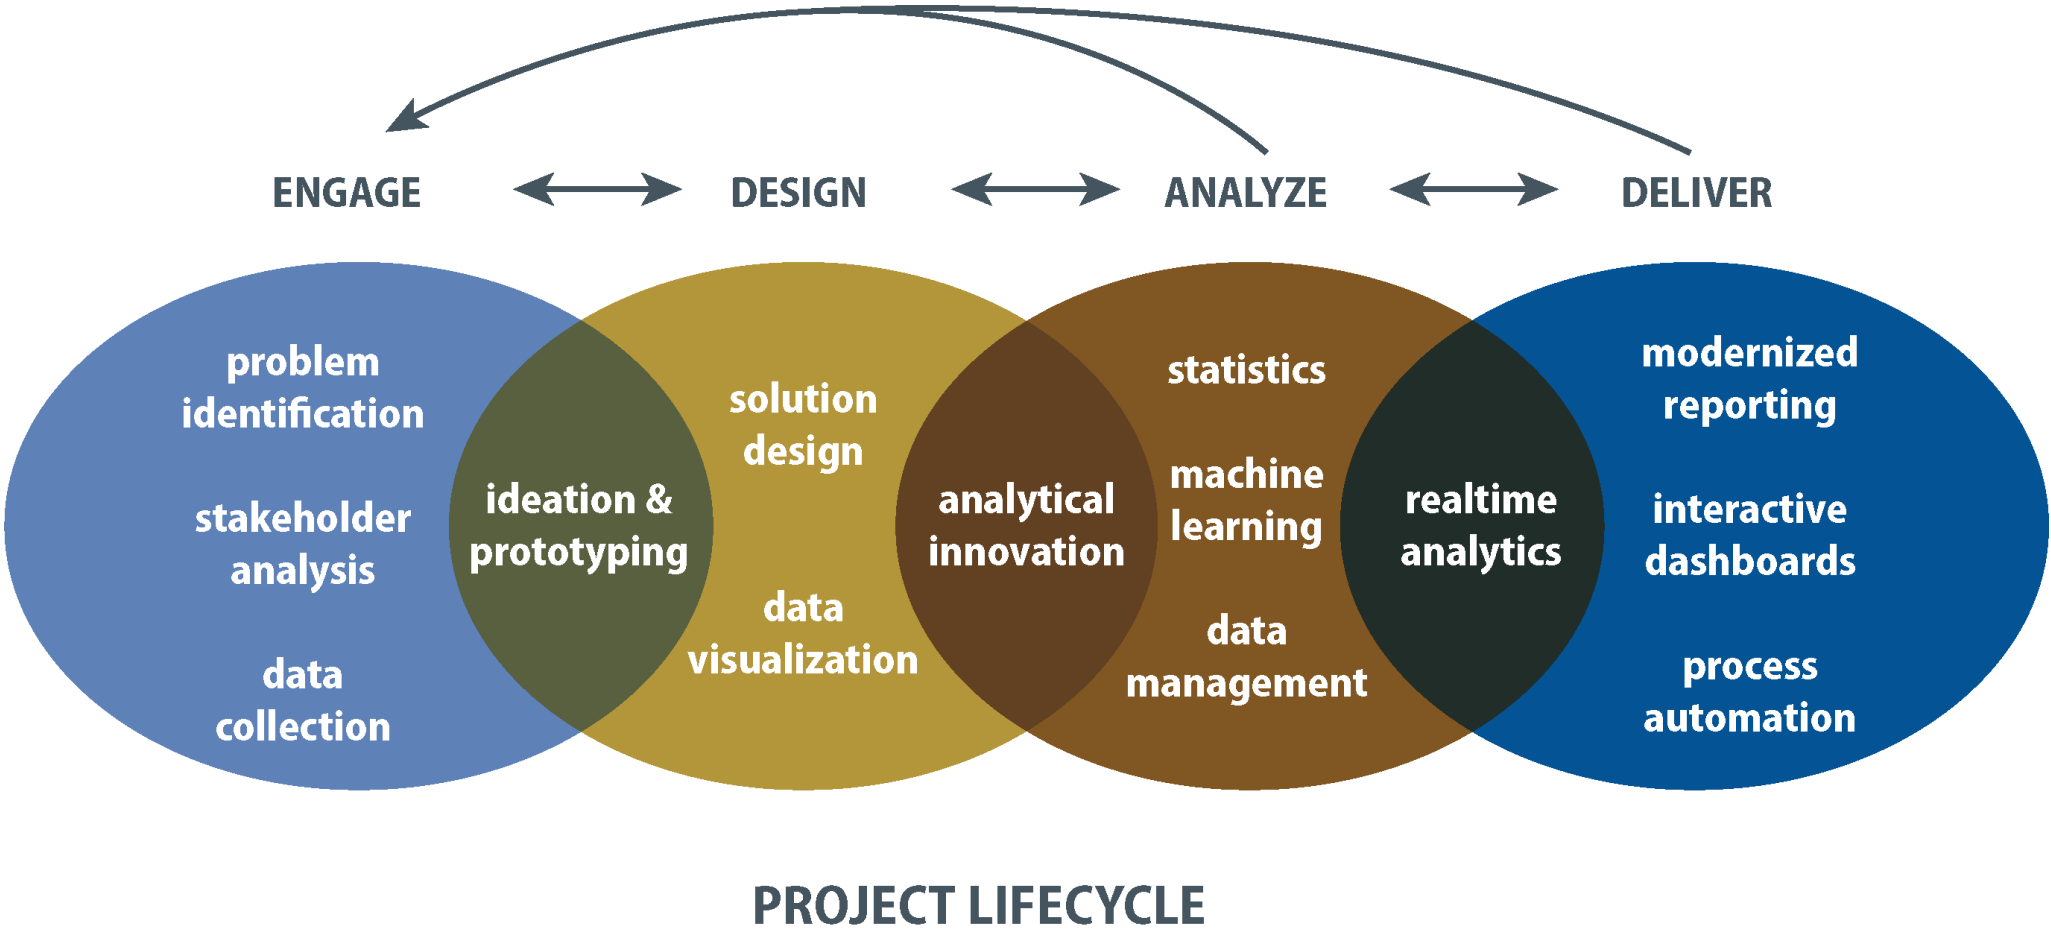 ENGAGE
DESIGN
ANALYZE
DELIVER
problem
identification
stakeholder
analysis
data
collection
ideation &
prototyping
solution
design
data
visualization
analytical
innovation
statistics
machine
learning
data
management
realtime
analytics
modernized
reporting
interactive
dashboards
process
automation
PROJECT LIFECYCLE